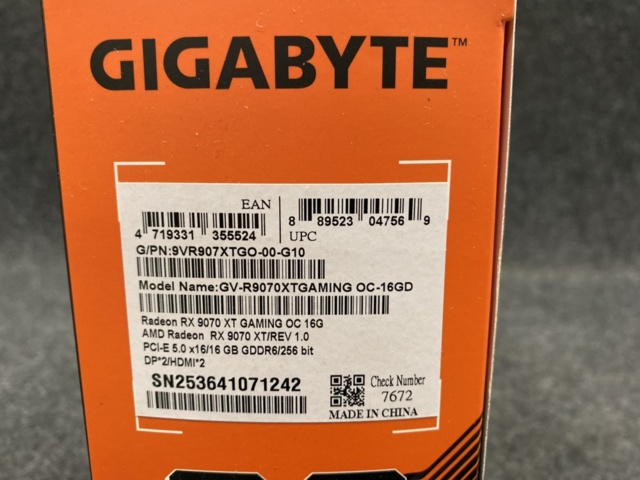 GIGABYTE™
EAN
4 719331 355524
8 89523 04756 9
UPC
G/PN:9VR907XTGO-00-G10
Model Name:GV-R9070XTGAMING OC-16GD
Radeon RX 9070 XT GAMING OC 16G
AMD Radeon RX 9070 XT/REV 1.0
PCI-E 5.0 x16/16 GB GDDR6/256 bit
DP*2/HDMI*2
SN253641071242
Check Number
7672
MADE IN CHINA